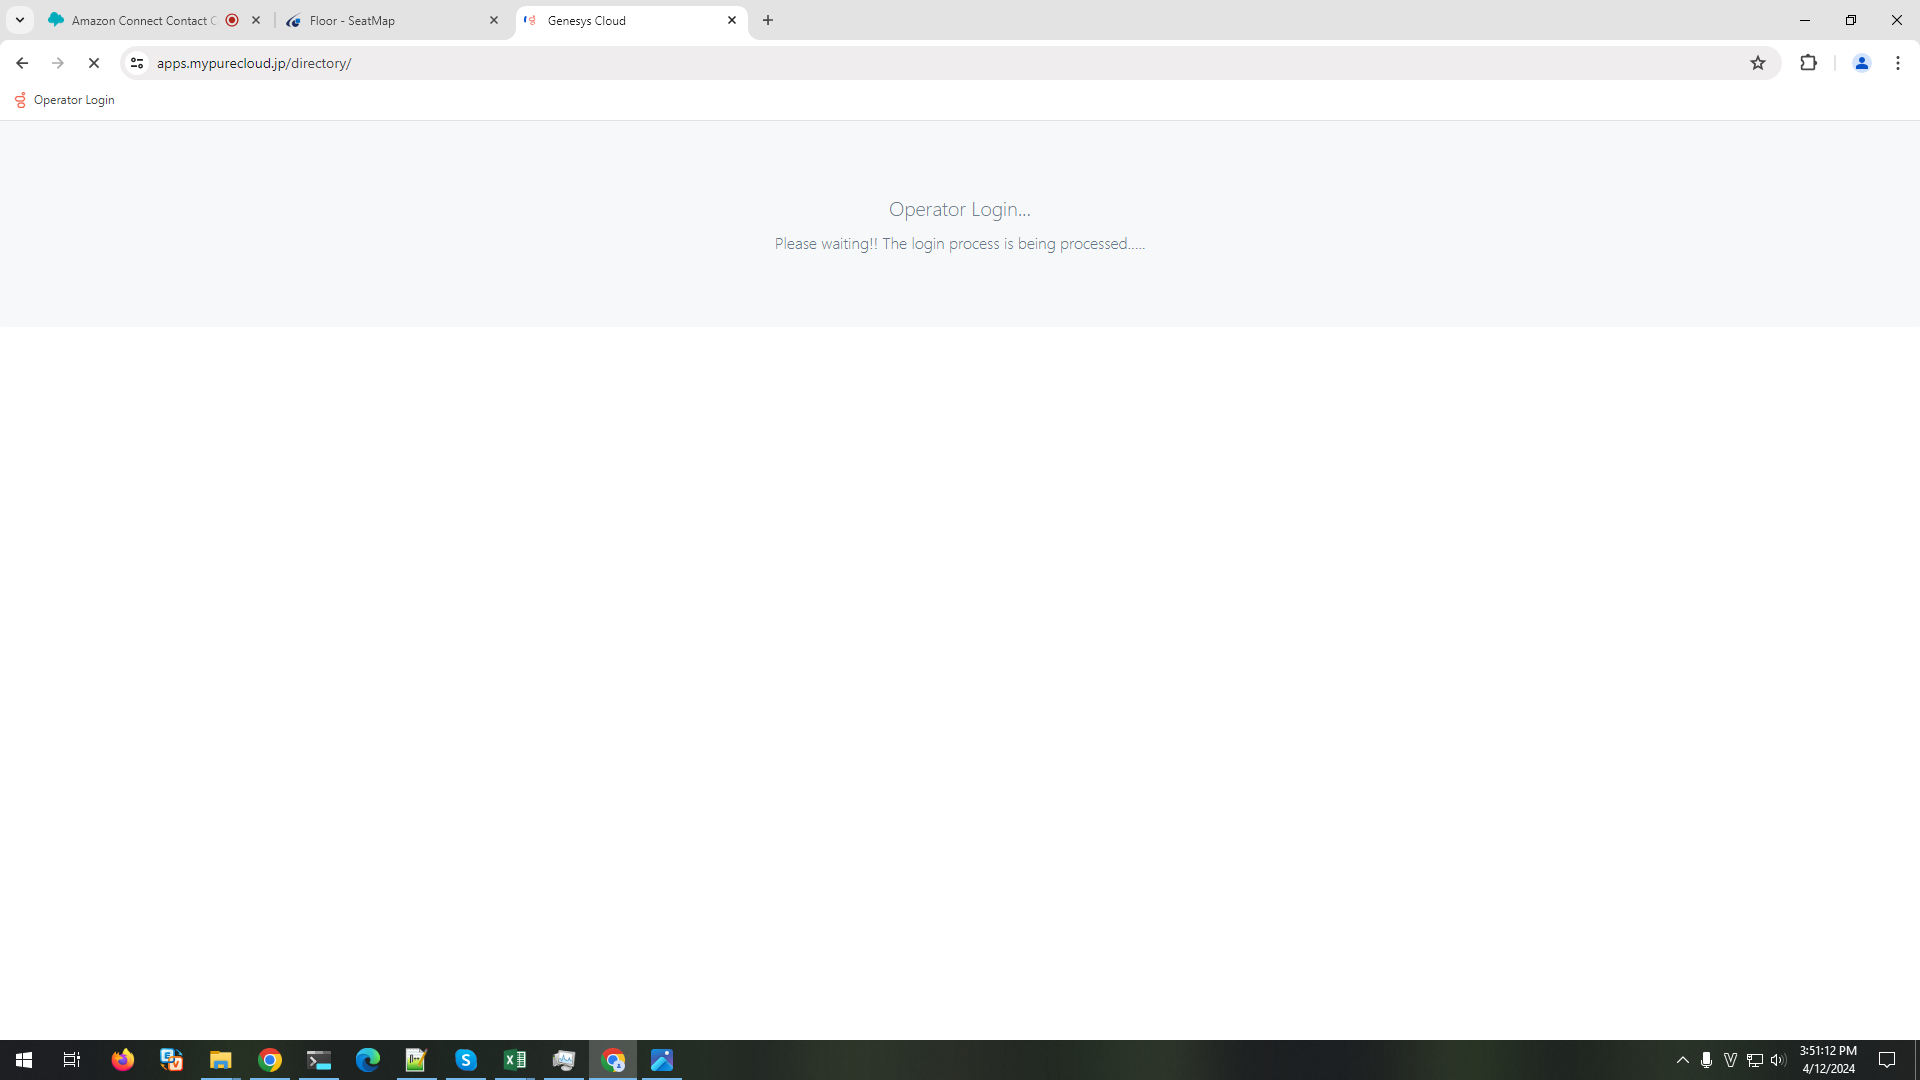 Amazon Connect Contact C
Floor - SeatMap
Genesys Cloud
apps.mypurecloud.jp/directory/
Operator Login
Operator Login...
Please waiting!! The login process is being processed.....
3:51:12 PM
4/12/2024